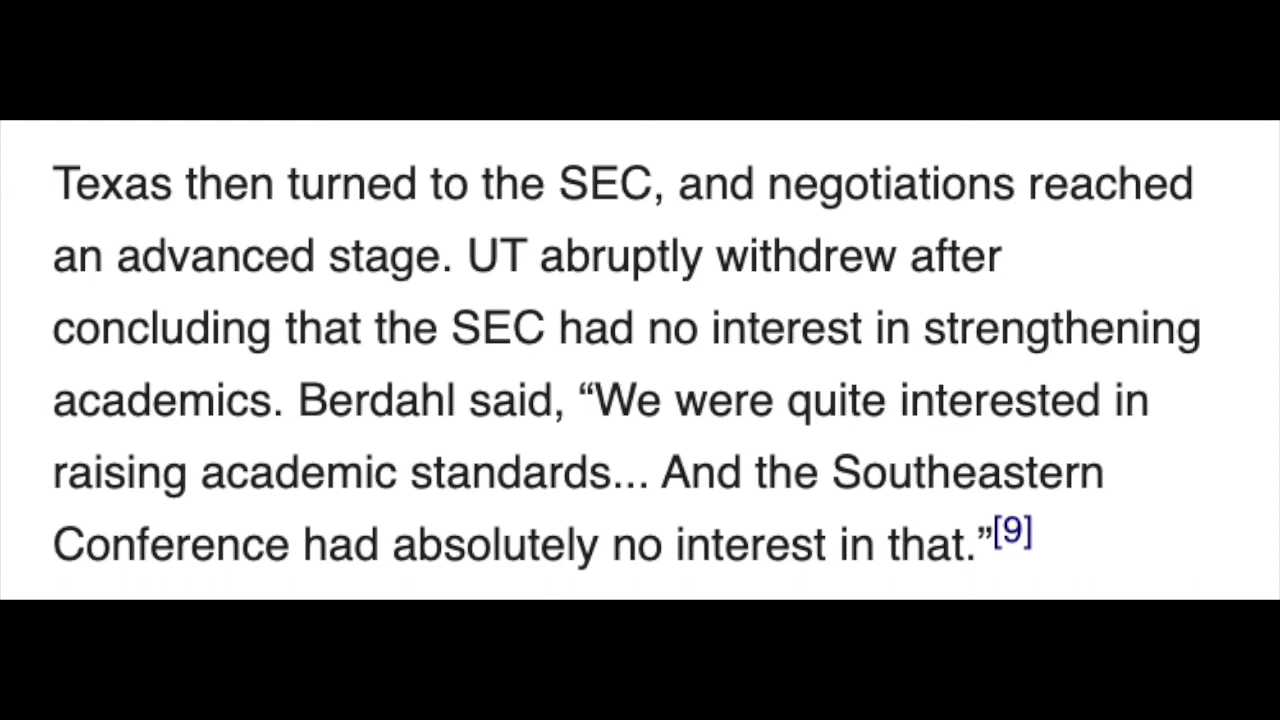 Texas then turned to the SEC, and negotiations reached
an advanced stage. UT abruptly withdrew after
concluding that the SEC had no interest in strengthening
academics. Berdahl said, “We were quite interested in
raising academic standards... And the Southeastern
Conference had absolutely no interest in that.”[9]